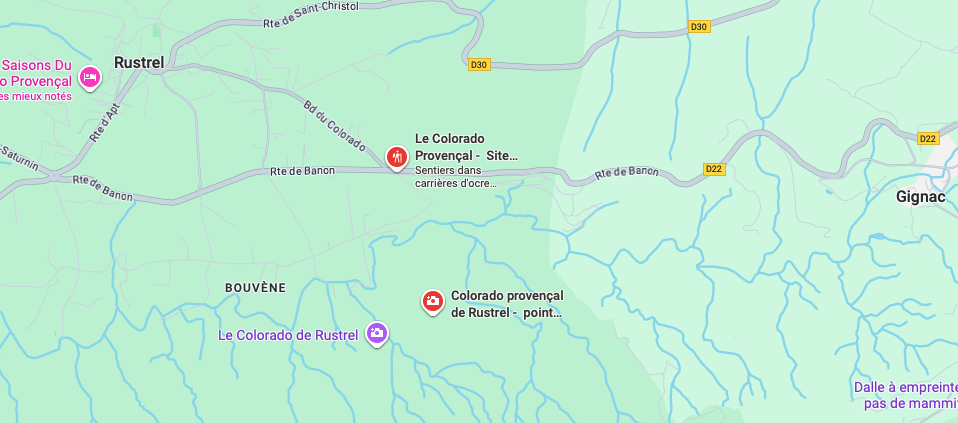 Rte de Saint-Christol
D30
D30
Rustrel
Saisons Du
o Provençal
es mieux notés
Rte d'Apt
Bd du Colorado
-Saturnin
Rte de Banon
Rte de Banon
Le Colorado
Provençal - Site...
Sentiers dans
carrières d'ocre...
Rte de Banon
D22
D22
Gignac
BOUVÈNE
Colorado provençal
de Rustrel - point...
Le Colorado de Rustrel
Dalle à empreinte
pas de mammif